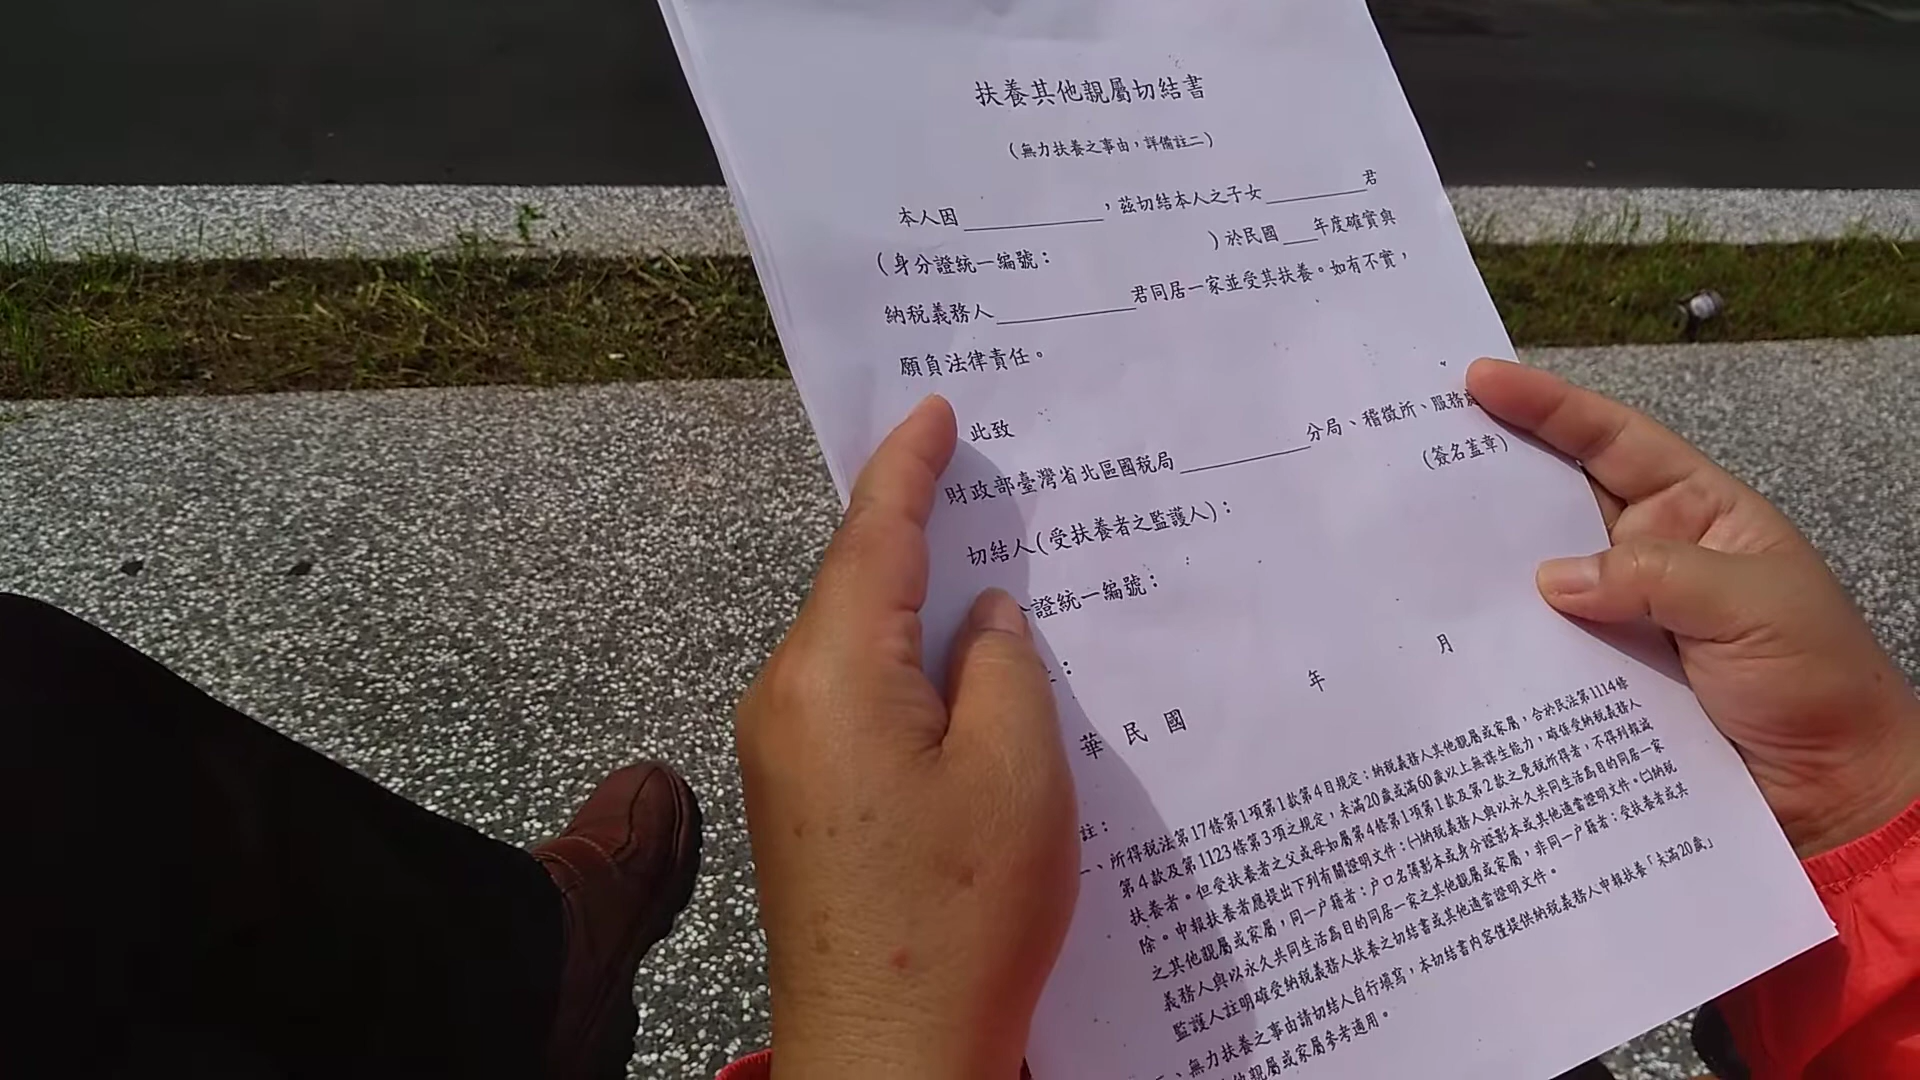 扶養其他親屬切結書
(無力扶養之事由,詳備註二)
本人因__________,茲切結本人之子女________君
(身分證統一編號: )於民國___年度確實與
納稅義務人__________君同居一家並受其扶養。如有不實,
願負法律責任。
此致
財政部臺灣省北區國稅局_________分局、稽徵所、服務處
(簽名蓋章)
切結人(受扶養者之監護人):
證統一編號:
:
華 民 國 年 月
註:
一、所得稅法第17條第1項第1款第4目規定:納稅義務人其他親屬或家屬,合於民法第1114條
第4款及第1123條第3項之規定,未滿20歲或滿60歲以上無謀生能力,確係受納稅義務人
扶養者。但受扶養者之父或母如屬第4條第1項第1款及第2款之免稅所得者,不得列報減
除。申報扶養者應提出下列有關證明文件:㈠納稅義務人與以永久共同生活為目的同居一家
之其他親屬或家屬,同一戶籍者:戶口名簿影本或身分證影本或其他適當證明文件。㈡納稅
義務人與以永久共同生活為目的同居一家之其他親屬或家屬,非同一戶籍者:受扶養者或其
監護人註明確受納稅義務人扶養之切結書或其他適當證明文件。
、無力扶養之事由請切結人自行填寫,本切結書內容僅提供納稅義務人申報扶養「未滿20歲」
他親屬或家屬參考適用。